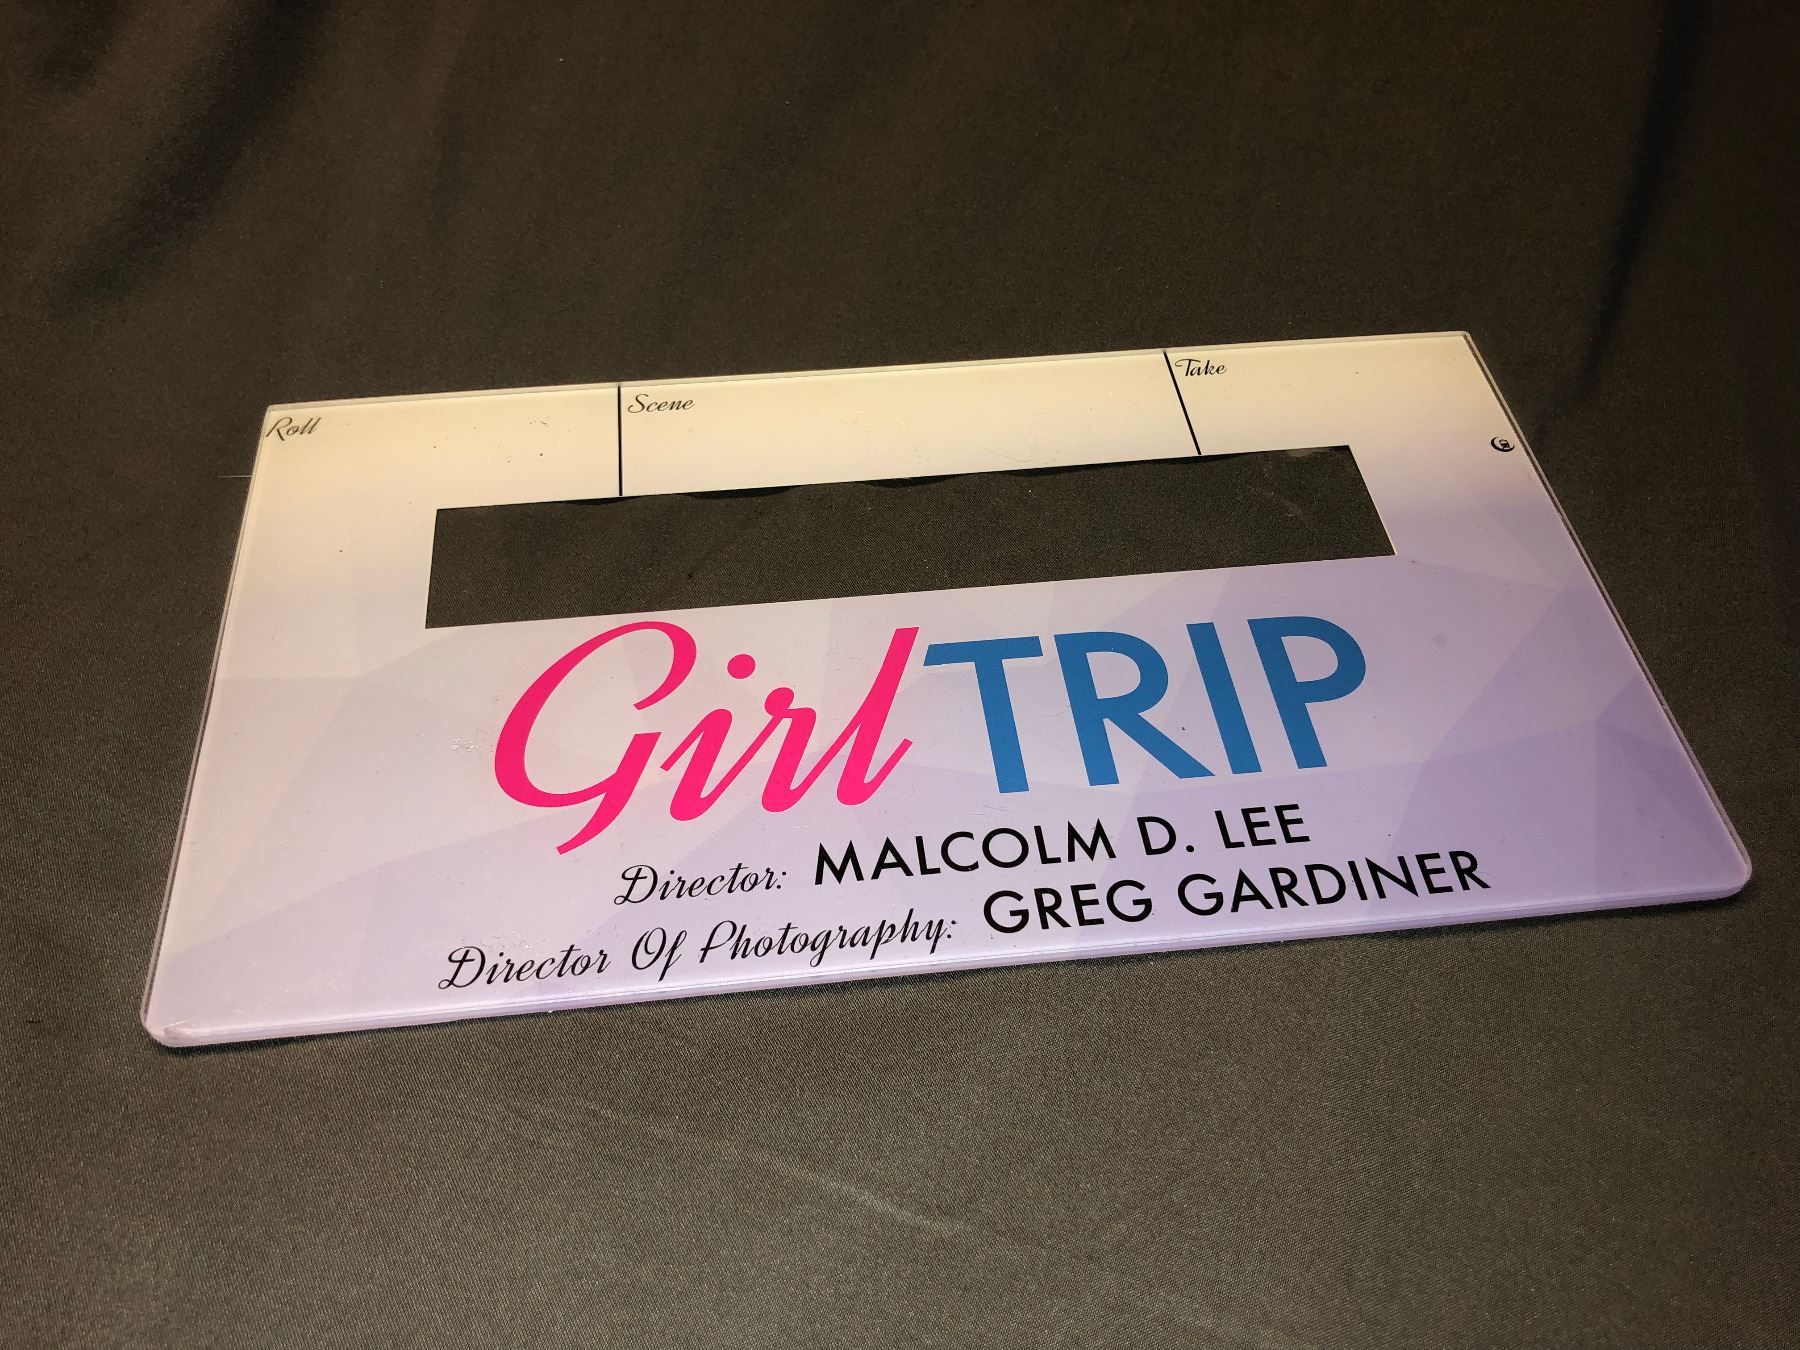 Roll Scene Take
Girl TRIP
Director: MALCOLM D. LEE
Director Of Photography: GREG GARDINER